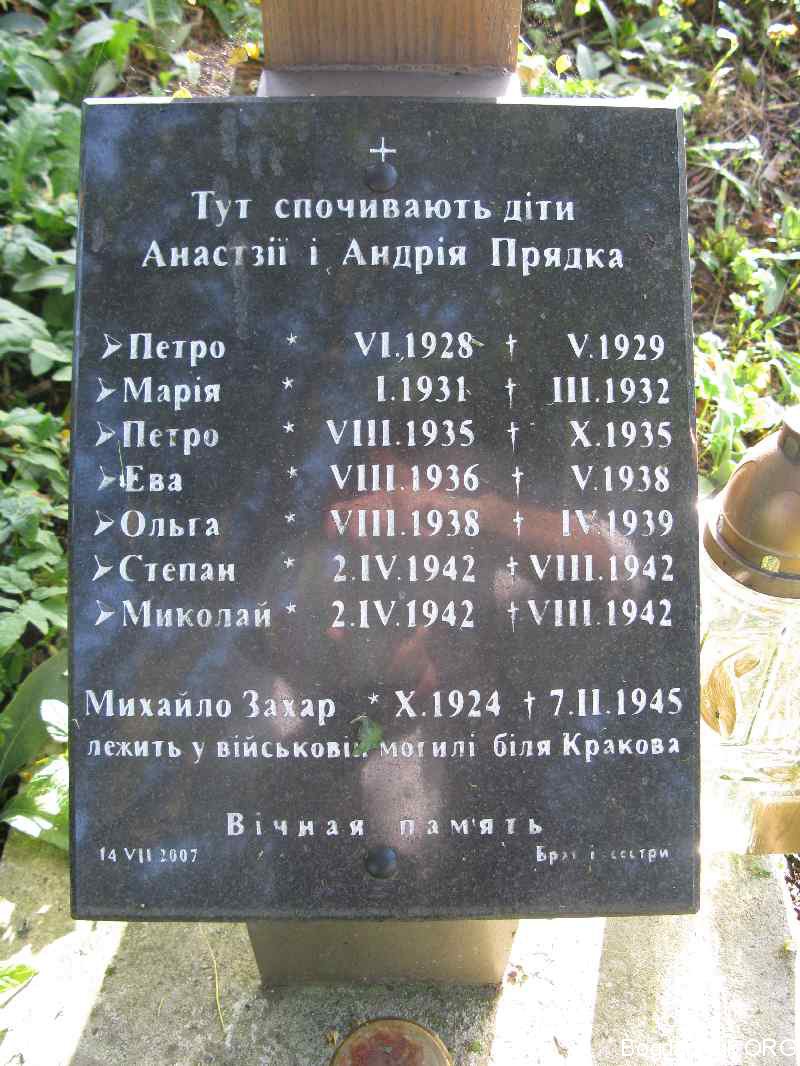 Тут спочивають діти
Анастзії і Андрія Прядка
Петро * VI.1928 † V.1929
Марія * I.1931 † III.1932
Петро * VIII.1935 † X.1935
Ева * VIII.1936 † V.1938
Ольга * VIII.1938 † IV.1939
Степан * 2.IV.1942 † VIII.1942
Миколай * 2.IV.1942 † VIII.1942
Михайло Захар * X.1924 † 7.II.1945
лежить у військовій могилі біля Кракова
Вічная пам'ять
14 VII 2007 Брат і сестри